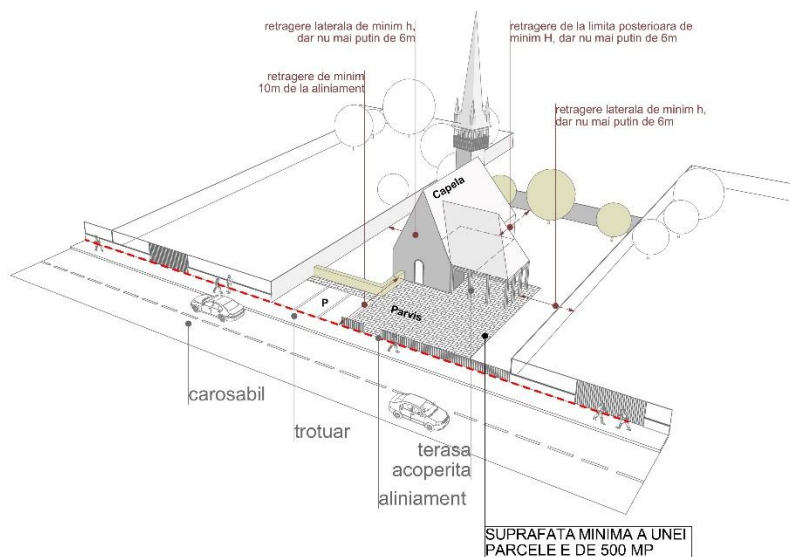 retragere laterala de minim h,
dar nu mai putin de 6m
retragere de la limita posterioara de
minim H, dar nu mai putin de 6m
retragere de minim
10m de la aliniament
retragere laterala de minim h,
dar nu mai putin de 6m
Capela
P
Parvis
carosabil
trotuar
terasa
acoperita
aliniament
SUPRAFATA MINIMA A UNEI
PARCELE E DE 500 MP